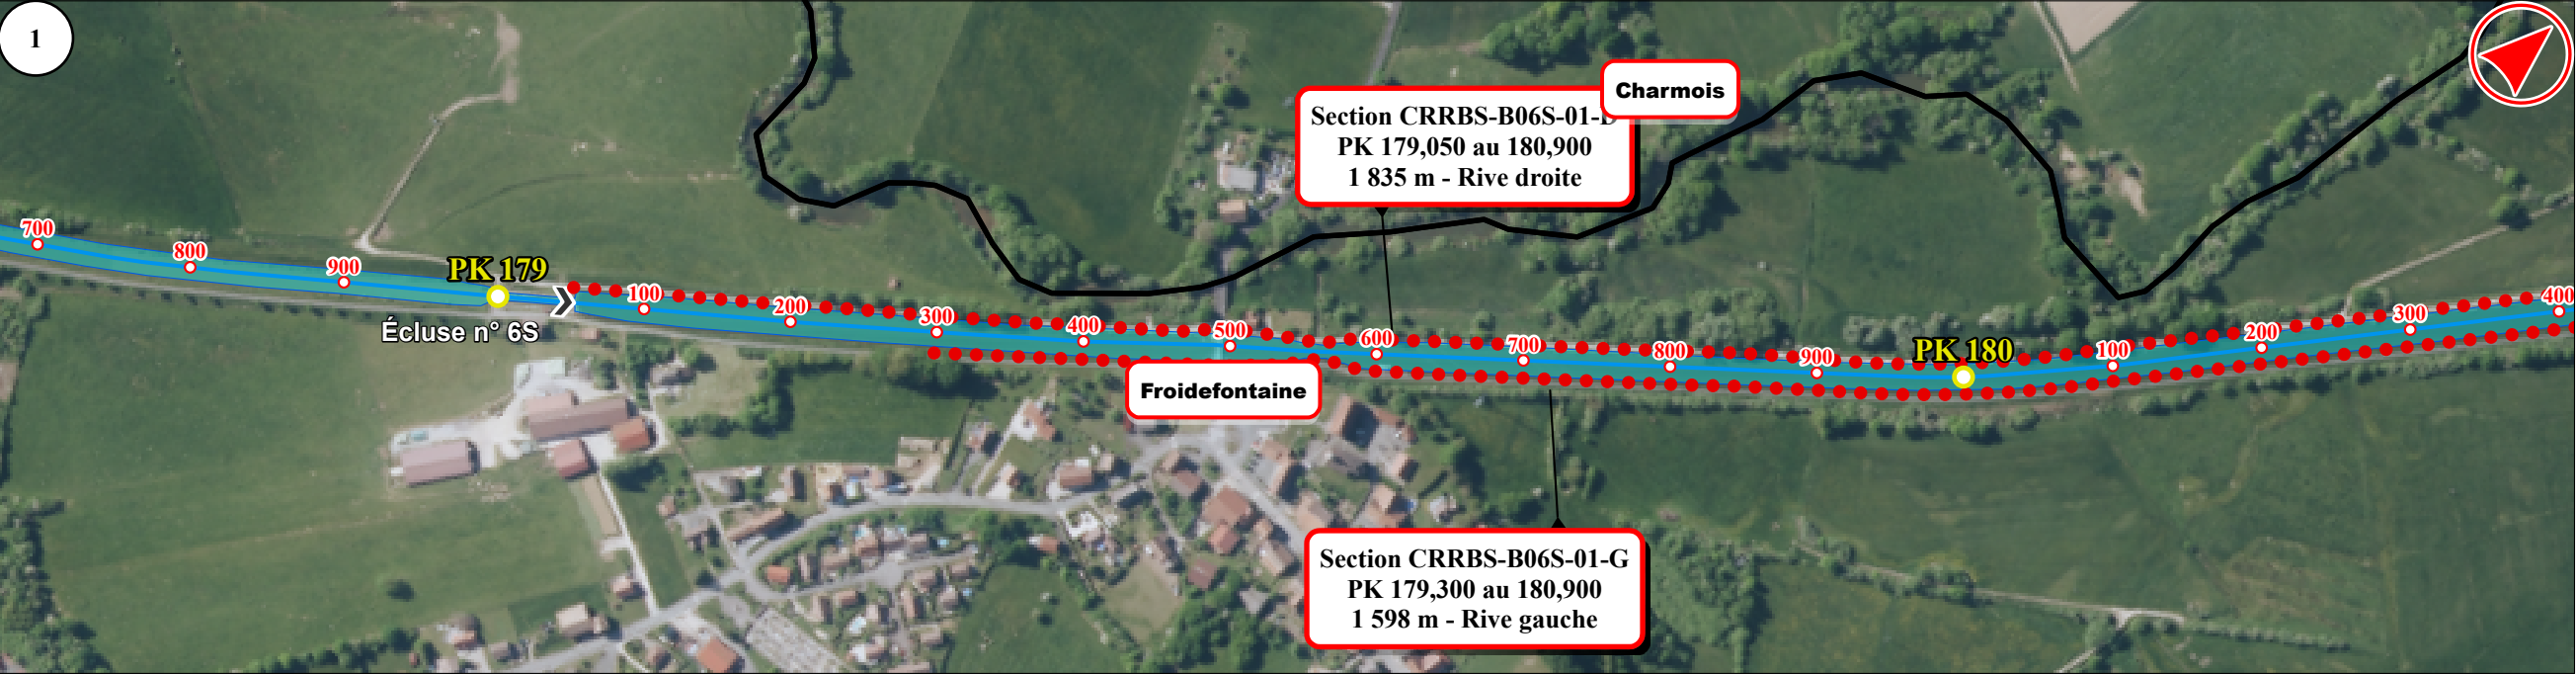 1
Charmois
Section CRRBS-B06S-01-D
PK 179,050 au 180,900
1 835 m - Rive droite
700
800
900
PK 179
100
200
300
400
500
600
700
800
900
PK 180
100
200
300
400
Écluse n° 6S
Froidefontaine
Section CRRBS-B06S-01-G
PK 179,300 au 180,900
1 598 m - Rive gauche